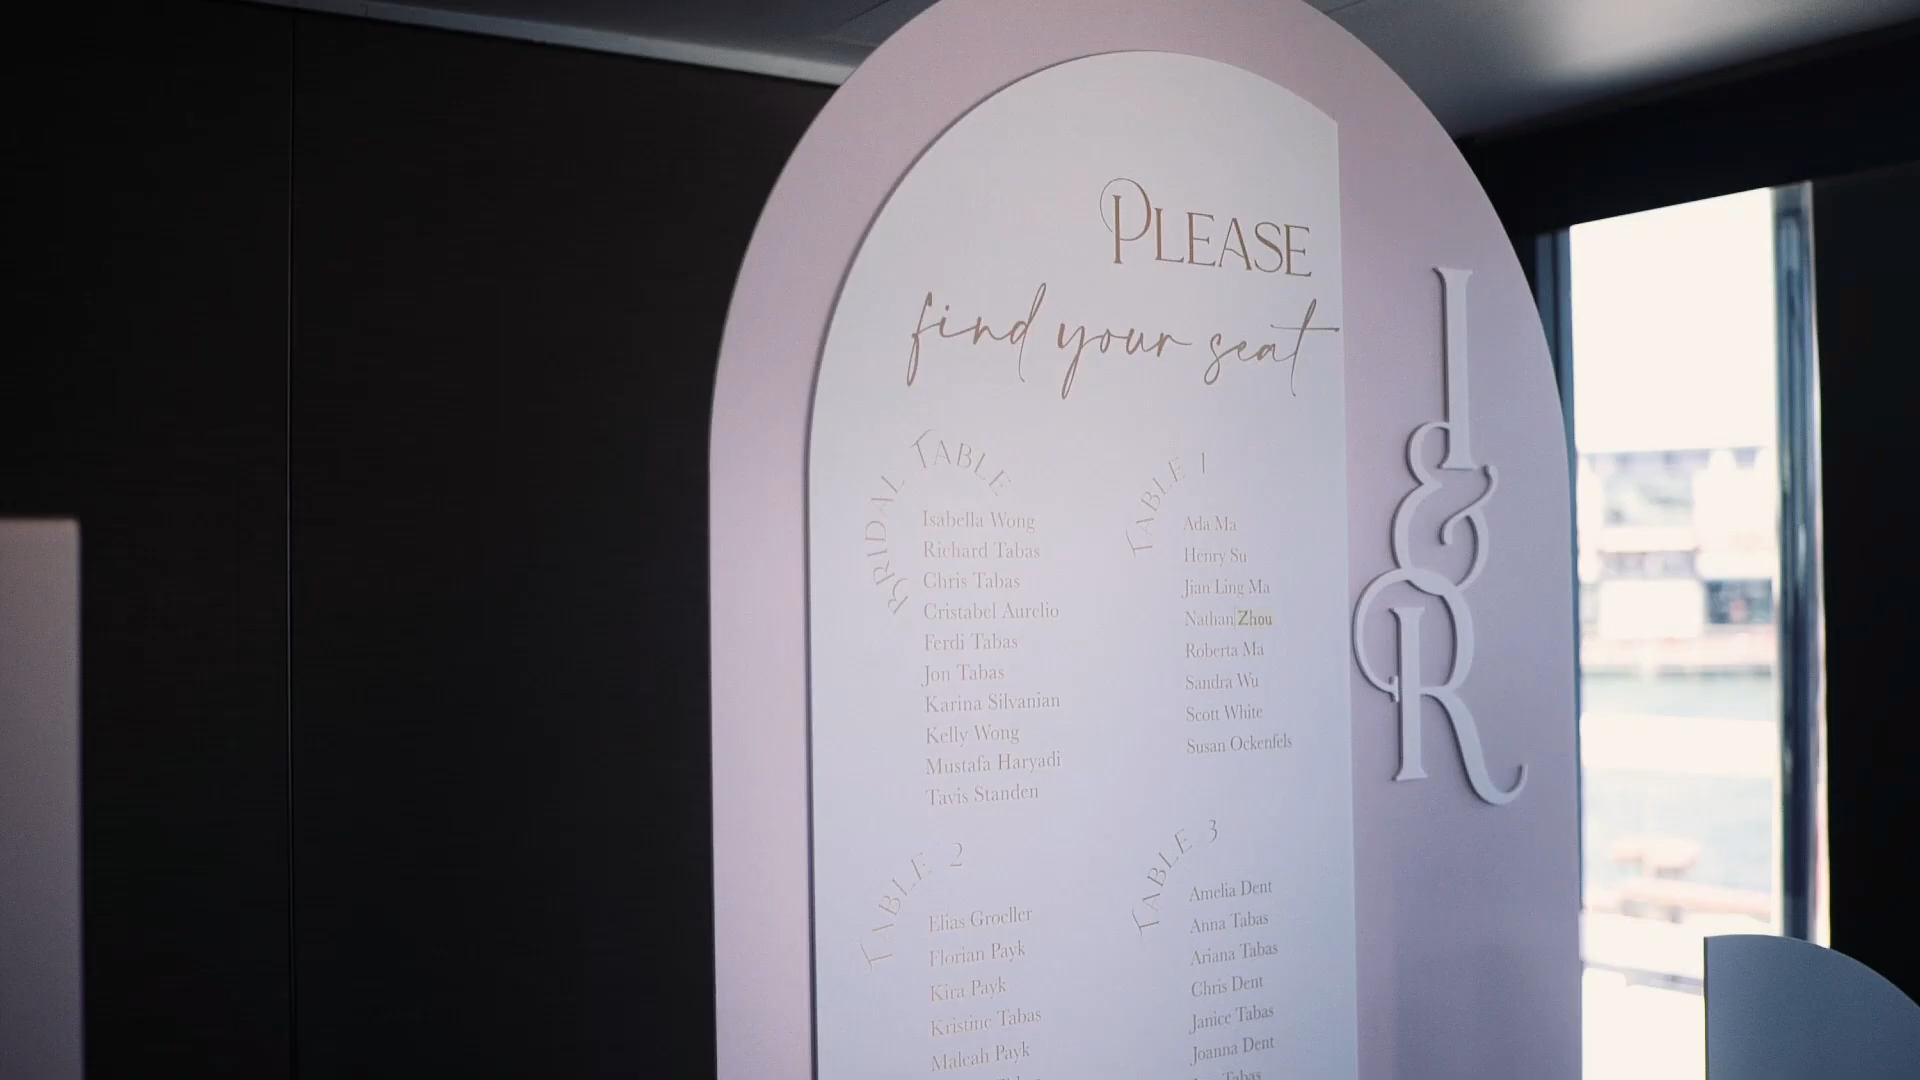 PLEASE
find your seat
BRIDAL TABLE
Isabella Wong
Richard Tabas
Chris Tabas
Cristabel Aurelio
Ferdi Tabas
Jon Tabas
Karina Silvanian
Kelly Wong
Mustafa Haryadi
Tavis Standen
TABLE 1
Ada Ma
Henry Su
Jian Ling Ma
Nathan Zhou
Roberta Ma
Sandra Wu
Scott White
Susan Ockenfels
TABLE 2
Elias Groeller
Florian Payk
Kira Payk
Kristine Tabas
Maleah Payk
TABLE 3
Amelia Dent
Anna Tabas
Ariana Tabas
Chris Dent
Janice Tabas
Joanna Dent
Tabas
I
&
R